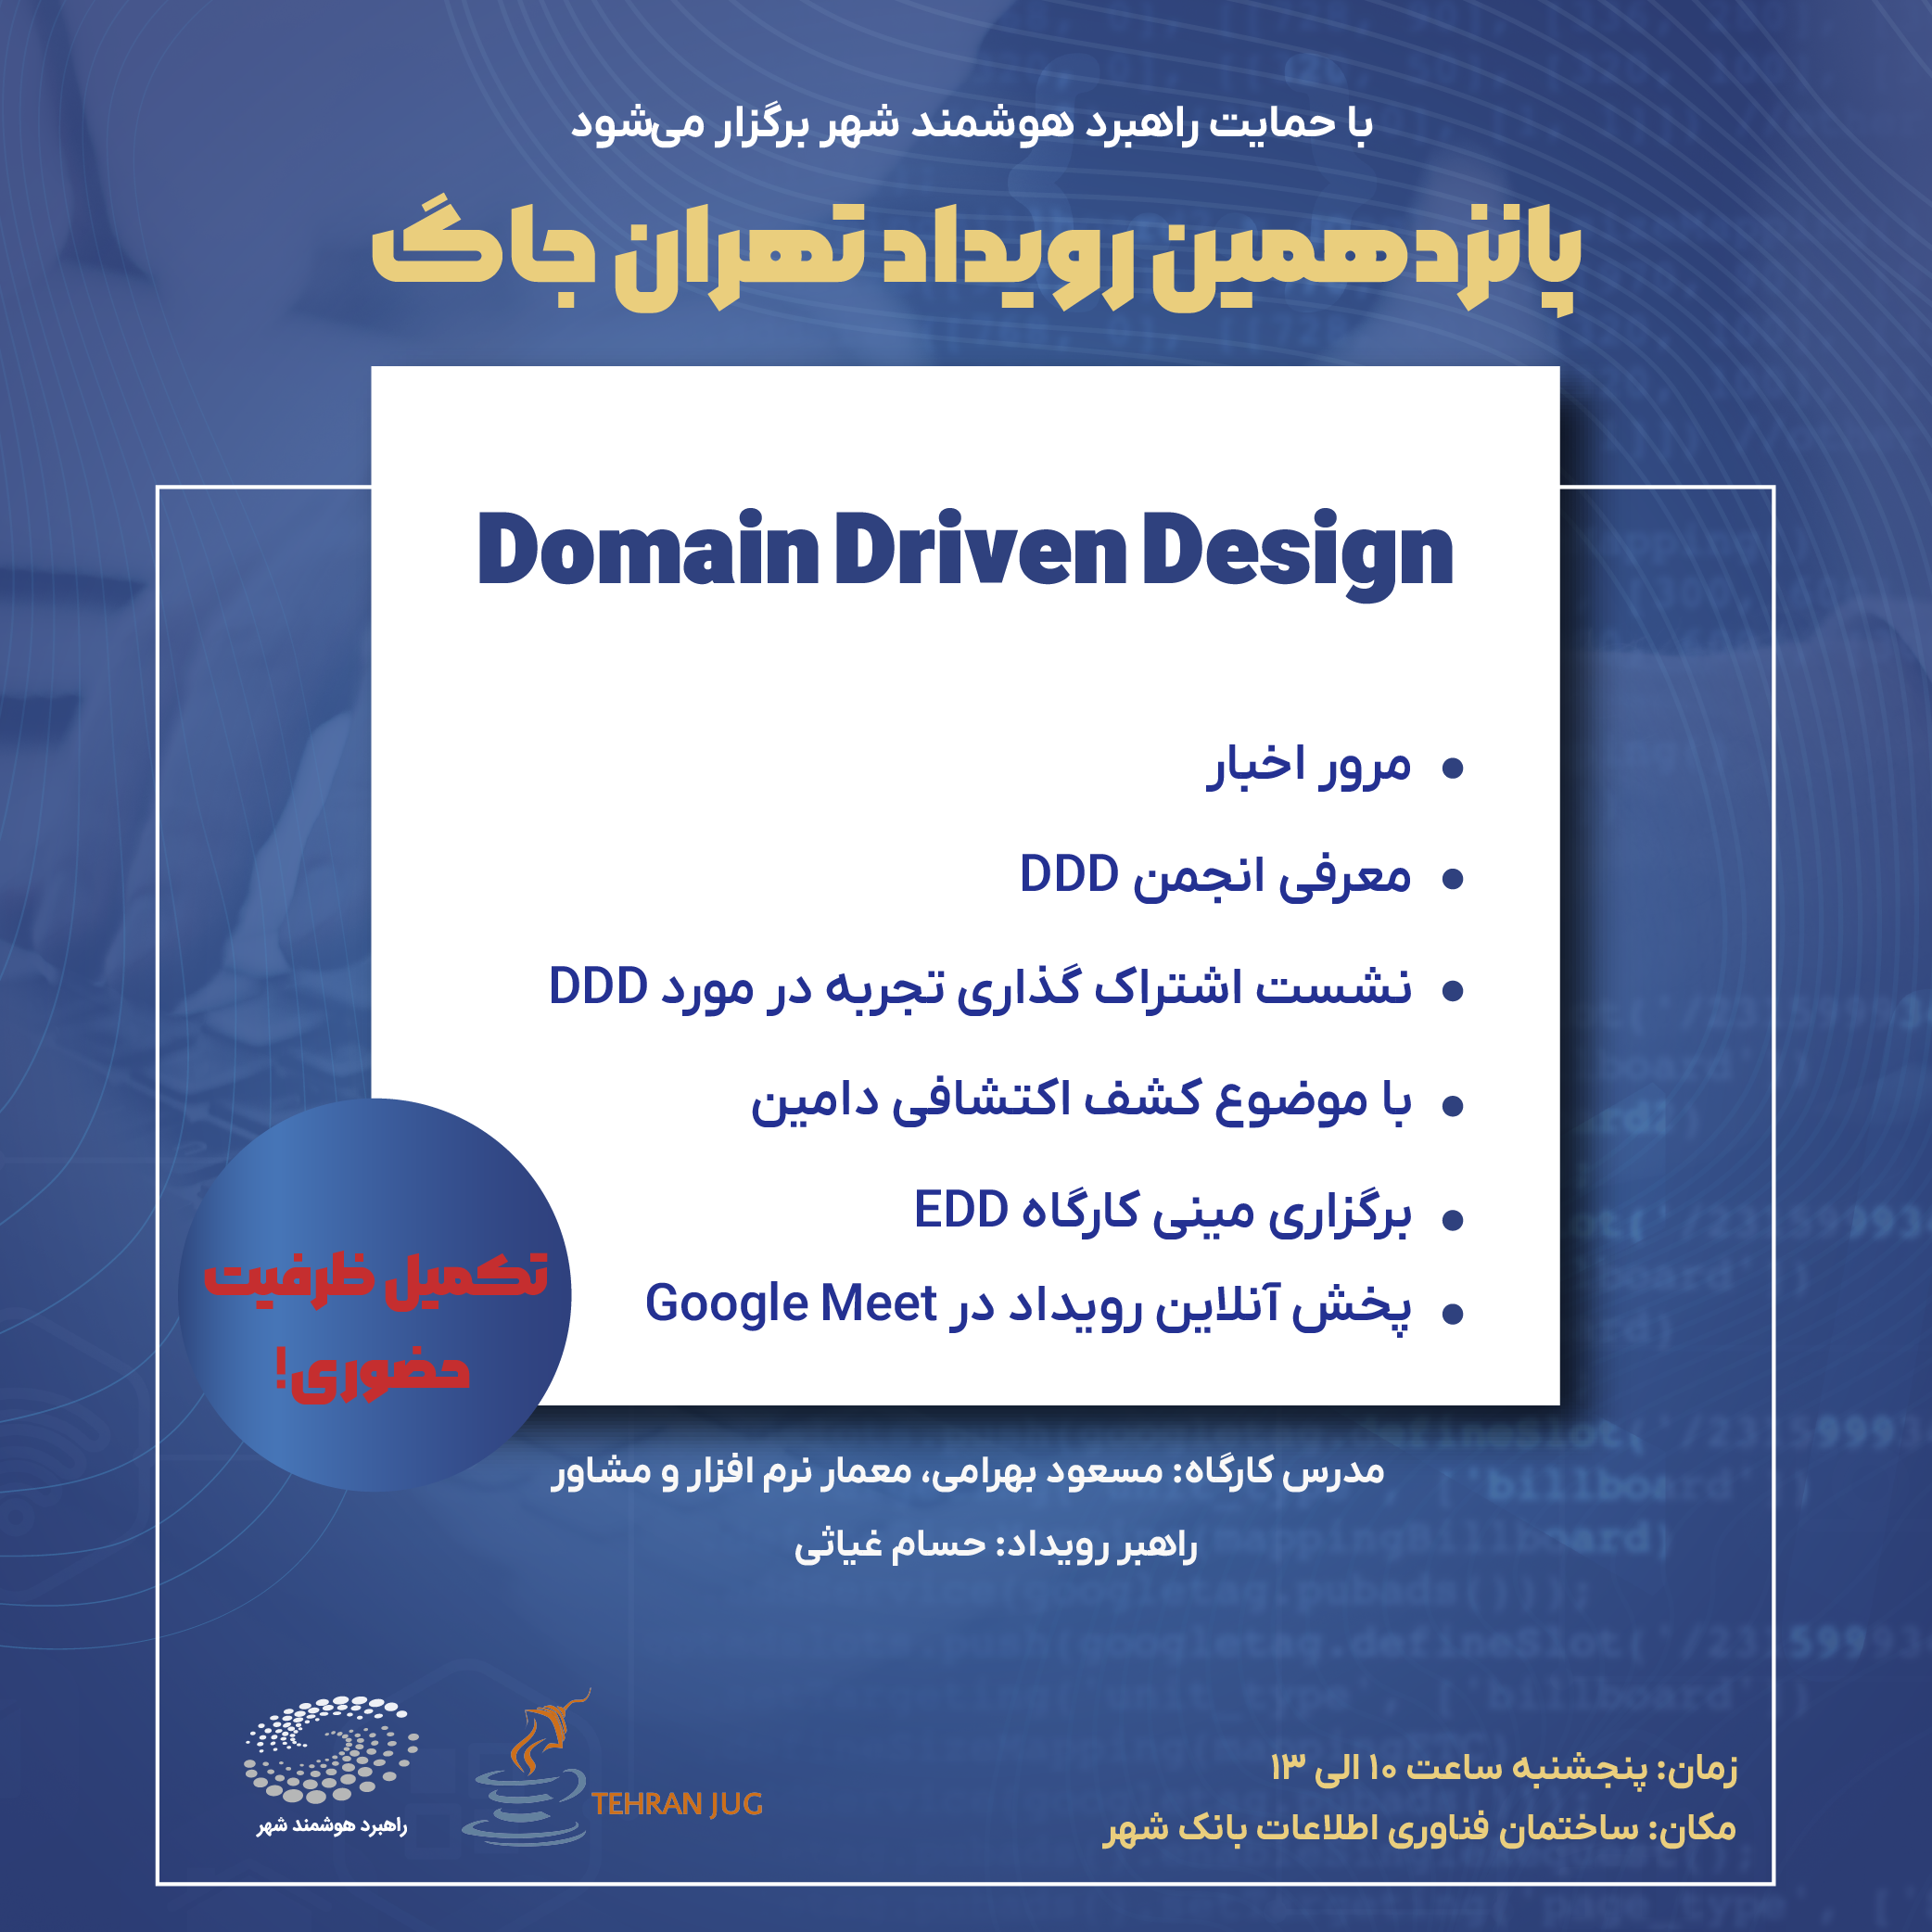 با حمایت راهبرد هوشمند شهر برگزار می‌شود
پانزدهمین رویداد تهران جاگ
Domain Driven Design
مرور اخبار
معرفی انجمن DDD
نشست اشتراک گذاری تجربه در مورد DDD
با موضوع کشف اکتشافی دامین
برگزاری مینی کارگاه EDD
پخش آنلاین رویداد در Google Meet
تکمیل ظرفیت
حضوری!
مدرس کارگاه: مسعود بهرامی، معمار نرم افزار و مشاور
راهبر رویداد: حسام غیاثی
زمان: پنجشنبه ساعت ۱۰ الی ۱۳
مکان: ساختمان فناوری اطلاعات بانک شهر
TEHRAN JUG
راهبرد هوشمند شهر